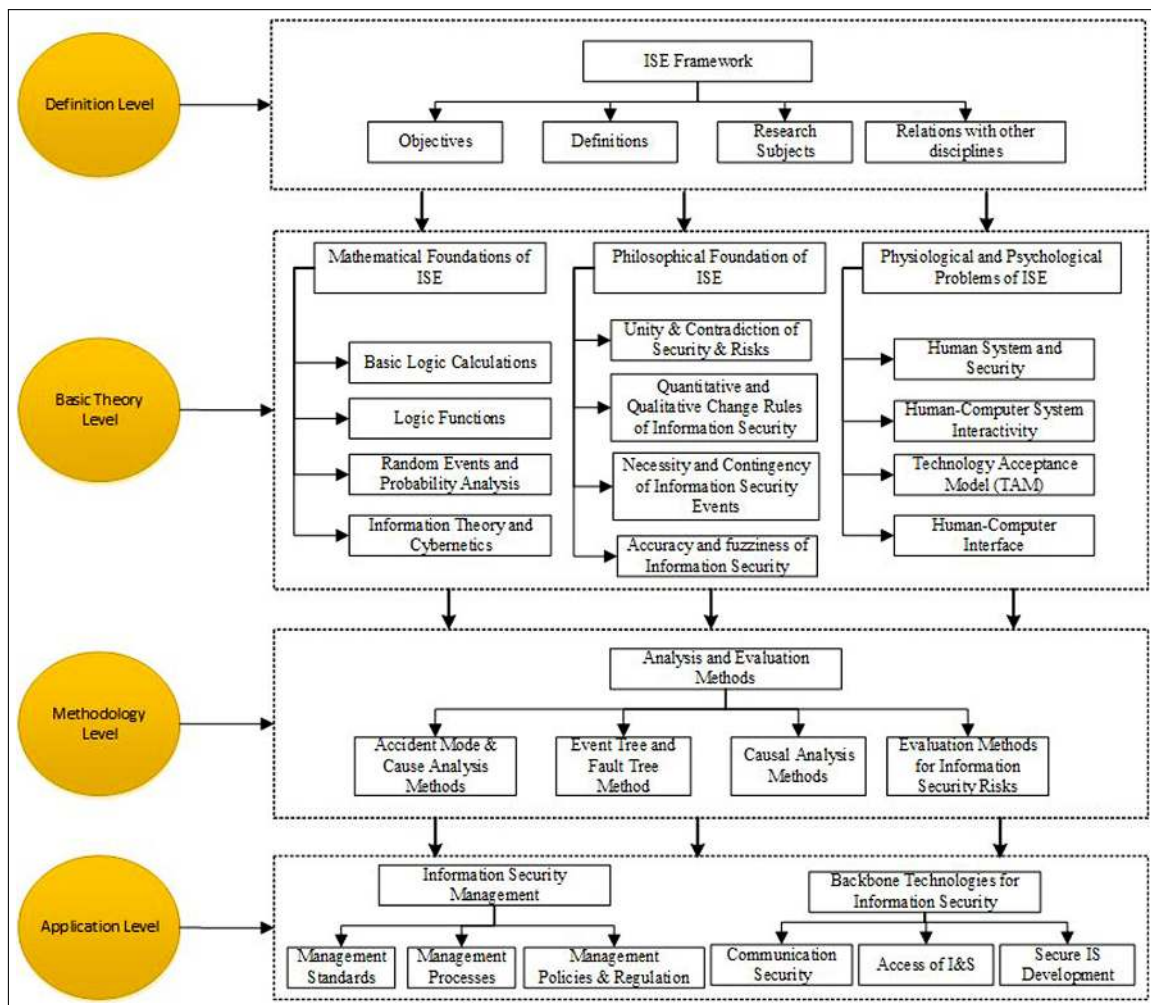 Definition Level
ISE Framework
Objectives
Definitions
Research
Subjects
Relations with other
disciplines
Basic Theory
Level
Mathematical Foundations of
ISE
Basic Logic Calculations
Logic Functions
Random Events and
Probability Analysis
Information Theory and
Cybernetics
Philosophical Foundation of
ISE
Unity & Contradiction of
Security & Risks
Quantitative and
Qualitative Change Rules
of Information Security
Necessity and Contingency
of Information Security
Events
Accuracy and fuzziness of
Information Security
Physiological and Psychological
Problems of ISE
Human System and
Security
Human-Computer System
Interactivity
Technology Acceptance
Model (TAM)
Human-Computer
Interface
Methodology
Level
Analysis and Evaluation
Methods
Accident Mode &
Cause Analysis
Methods
Event Tree and
Fault Tree
Method
Causal Analysis
Methods
Evaluation Methods
for Information
Security Risks
Application Level
Information Security
Management
Management
Standards
Management
Processes
Management
Policies & Regulation
Backbone Technologies for
Information Security
Communication
Security
Access of I&S
Secure IS
Development